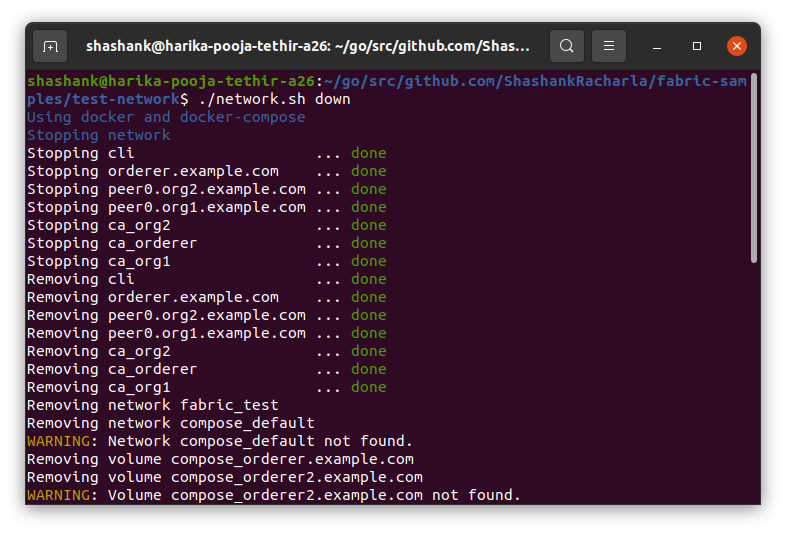 shashank@harika-pooja-tethir-a26: ~/go/src/github.com/Shas...
shashank@harika-pooja-tethir-a26:~/go/src/github.com/ShashankRacharla/fabric-sam
ples/test-network$ ./network.sh down
Using docker and docker-compose
Stopping network
Stopping cli                    ... done
Stopping orderer.example.com    ... done
Stopping peer0.org2.example.com ... done
Stopping peer0.org1.example.com ... done
Stopping ca_org2                ... done
Stopping ca_orderer             ... done
Stopping ca_org1                ... done
Removing cli                    ... done
Removing orderer.example.com    ... done
Removing peer0.org2.example.com ... done
Removing peer0.org1.example.com ... done
Removing ca_org2                ... done
Removing ca_orderer             ... done
Removing ca_org1                ... done
Removing network fabric_test
Removing network compose_default
WARNING: Network compose_default not found.
Removing volume compose_orderer.example.com
Removing volume compose_orderer2.example.com
WARNING: Volume compose_orderer2.example.com not found.